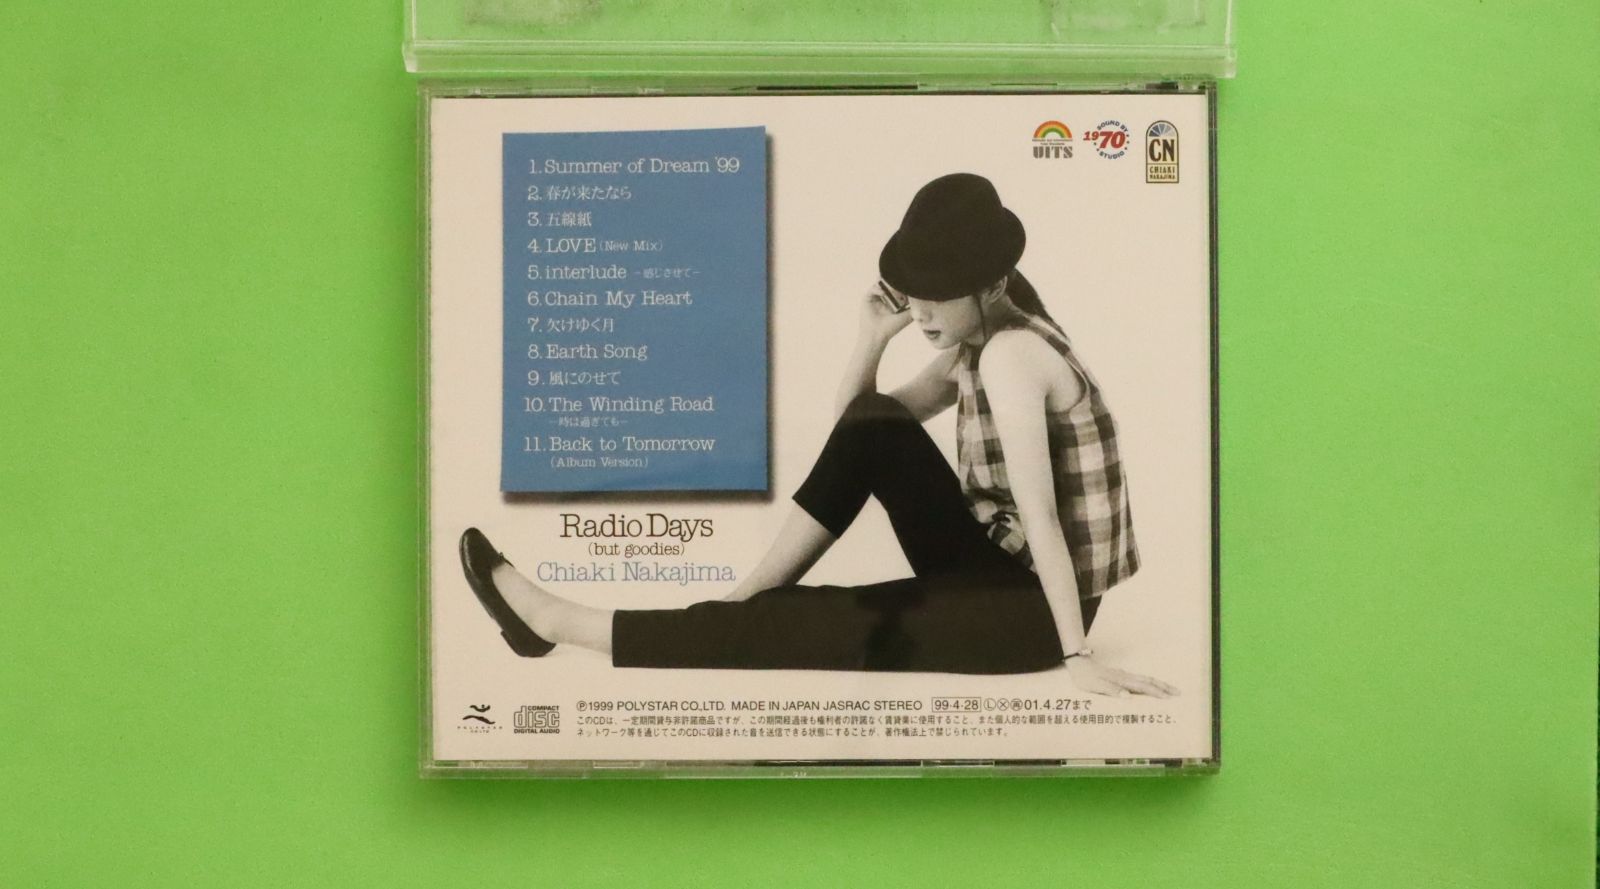 UITS
SOUND BY
1970
STUDIO
CN
CHIAKI
NAKAJIMA
1. Summer of Dream '99
2. 春が来たなら
3. 五線紙
4. LOVE (New Mix)
5. interlude －感じさせて－
6. Chain My Heart
7. 欠けゆく月
8. Earth Song
9. 風にのせて
10. The Winding Road
－時は過ぎても－
11. Back to Tomorrow
(Album Version)
Radio Days
(but goodies)
Chiaki Nakajima
POLYSTAR
CO.,LTD.
COMPACT
disc
DIGITAL AUDIO
Ⓟ1999 POLYSTAR CO.,LTD. MADE IN JAPAN JASRAC STEREO 99·4·28 Ⓛ Ⓧ ㊢01.4.27まで
このCDは、一定期間貸与非許諾商品ですが、この期間経過後も権利者の許諾なく賃貸業に使用すること、また個人的な範囲を超える使用目的で複製すること、
ネットワーク等を通じてこのCDに収録された音を送信できる状態にすることが、著作権法上で禁じられています。